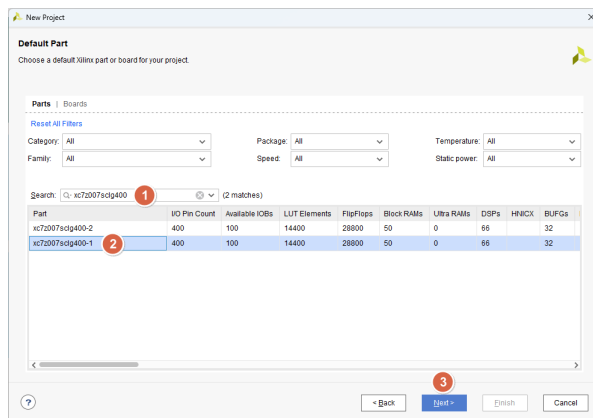 New Project
Default Part
Choose a default Xilinx part or board for your project.
Parts | Boards
Reset All Filters
Category: All Package: All Temperature: All
Family: All Speed: All Static power: All
Search: xc7z007sclg400 1 (2 matches)
Part I/O Pin Count Available IOBs LUT Elements FlipFlops Block RAMs Ultra RAMs DSPs HNICX BUFGs
xc7z007sclg400-2 400 100 14400 28800 50 0 66 32
xc7z007sclg400-1 2 400 100 14400 28800 50 0 66 32
3
? < Back Next > Finish Cancel